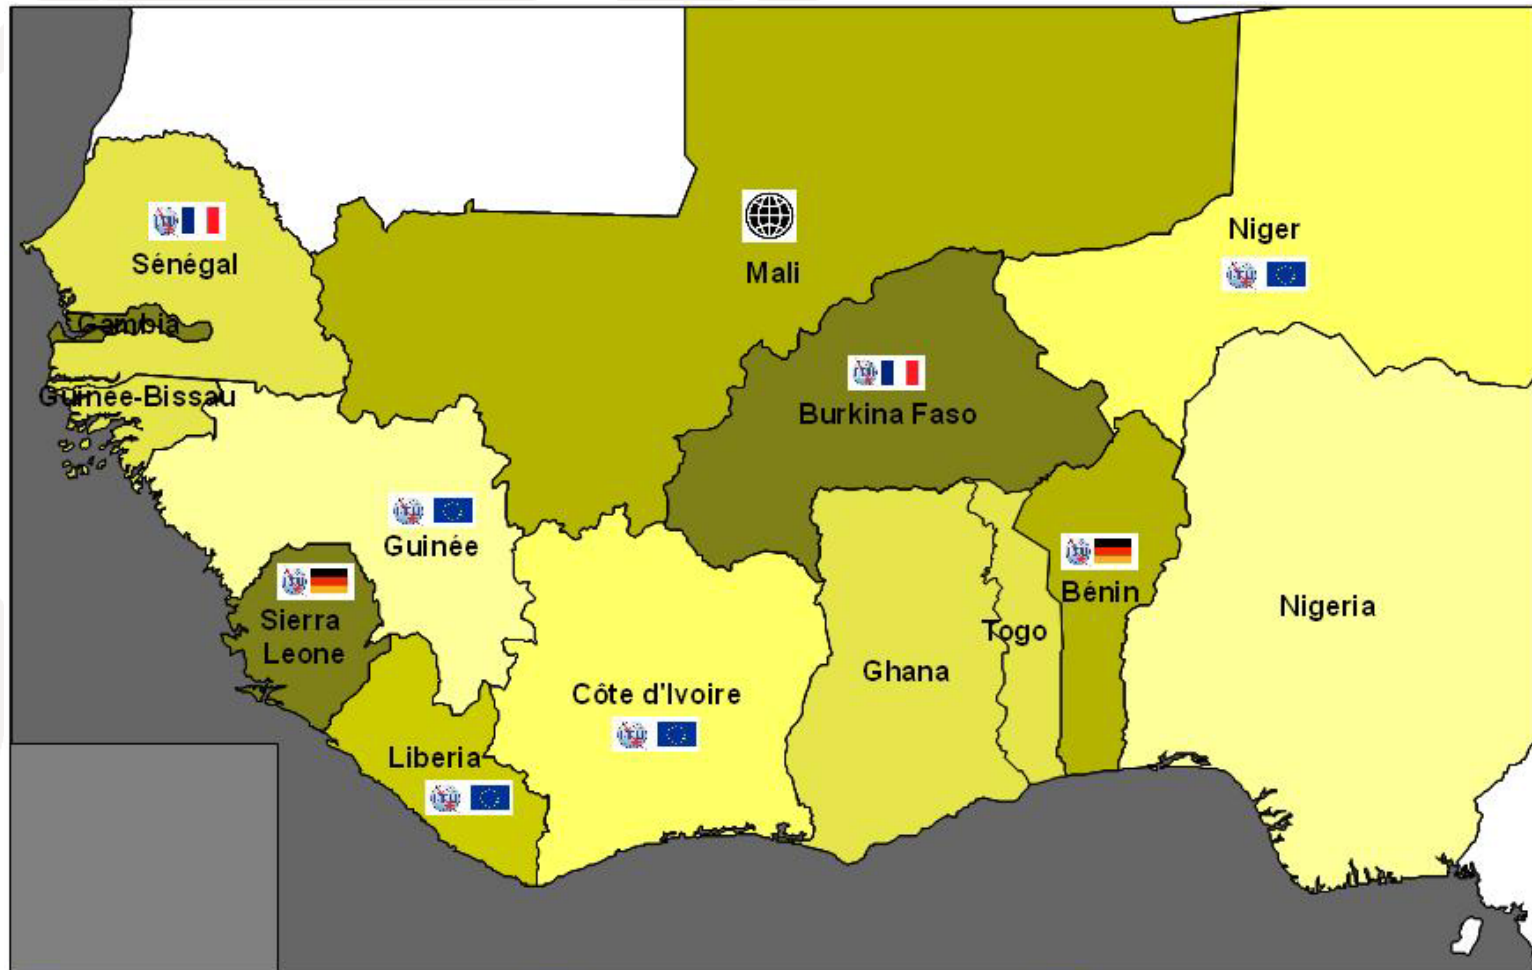 Sénégal
Gambia
Guinée-Bissau
Mali
Niger
Burkina Faso
Guinée
Sierra
Leone
Bénin
Nigeria
Togo
Ghana
Côte d'Ivoire
Liberia